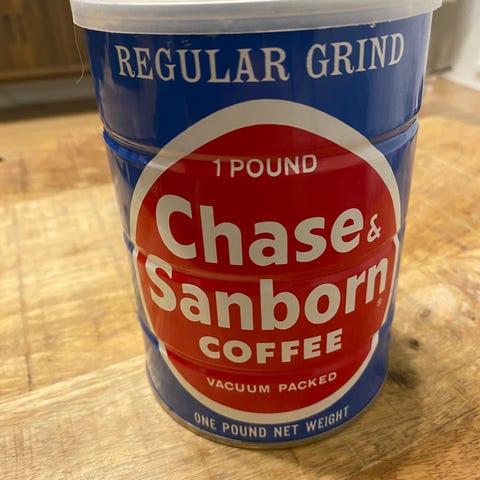 REGULAR GRIND
1 POUND
Chase &
Sanborn®
COFFEE
VACUUM PACKED
ONE POUND NET WEIGHT